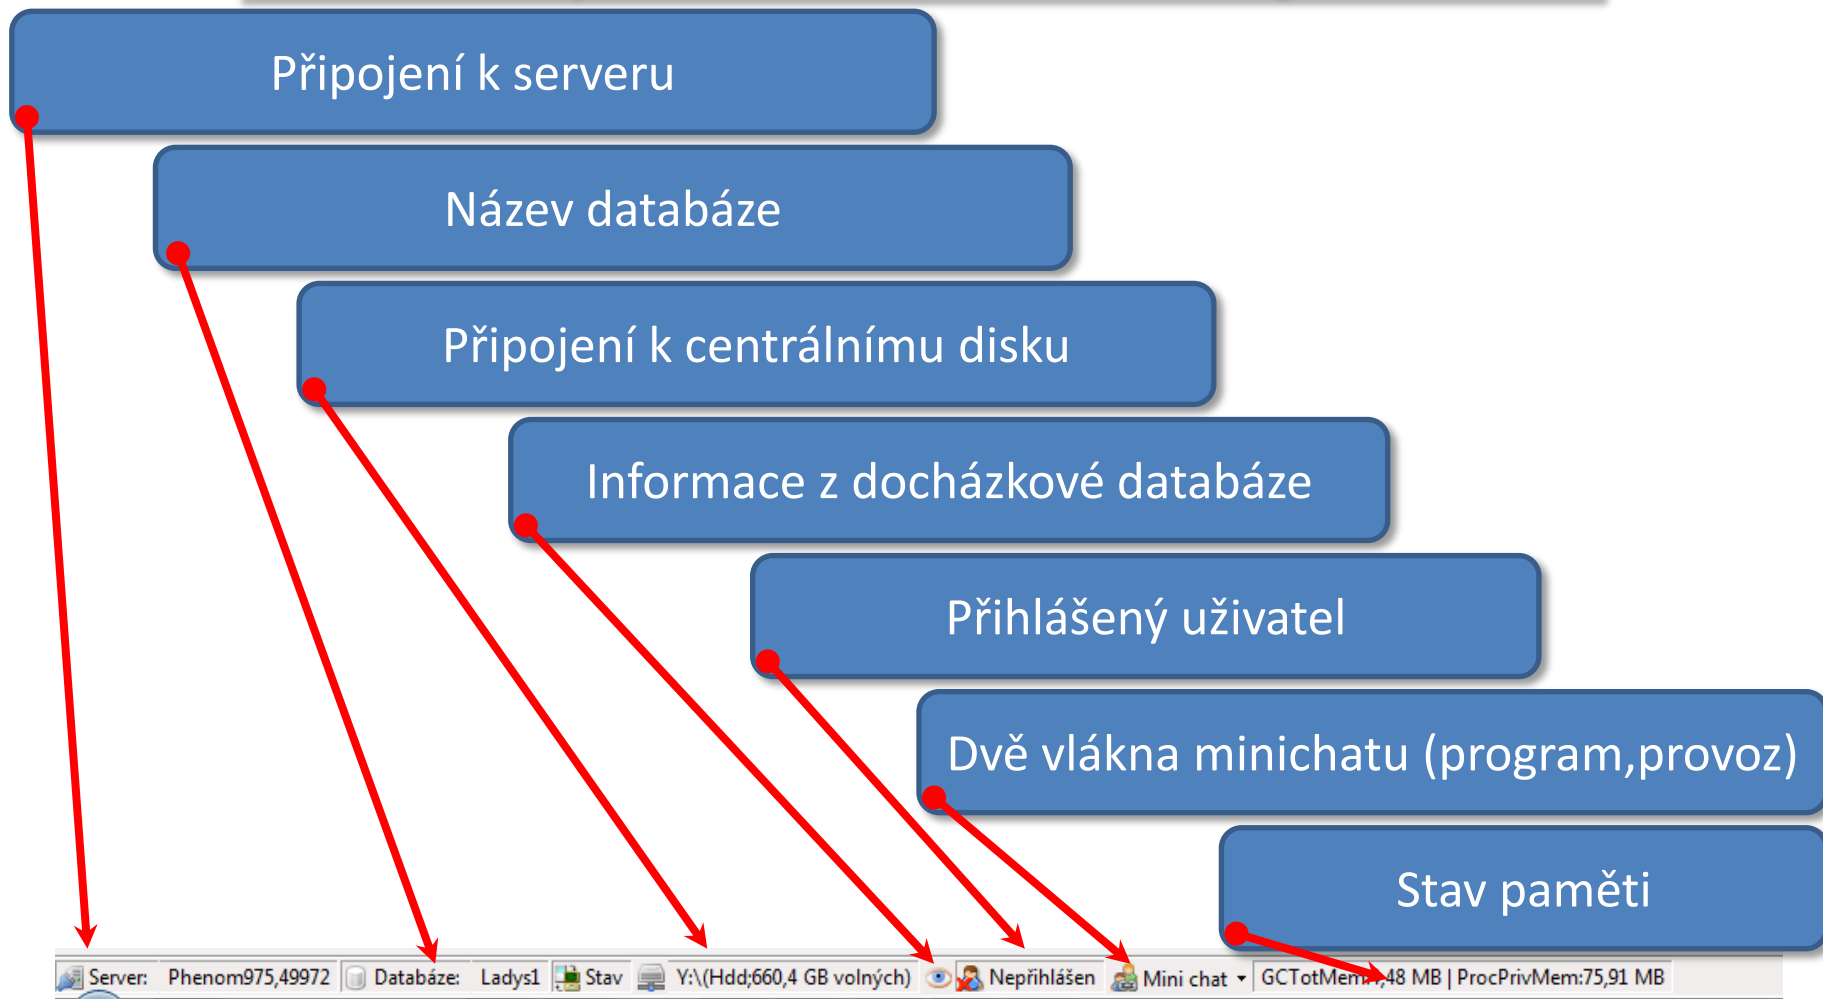 Připojení k serveru
Název databáze
Připojení k centrálnímu disku
Informace z docházkové databáze
Přihlášený uživatel
Dvě vlákna minichatu (program,provoz)
Stav paměti
Server: Phenom975,49972 Databáze: Ladys1 Stav Y:\(Hdd;660,4 GB volných) Nepřihlášen Mini chat ,48 MB | ProcPrivMem:75,91 MB